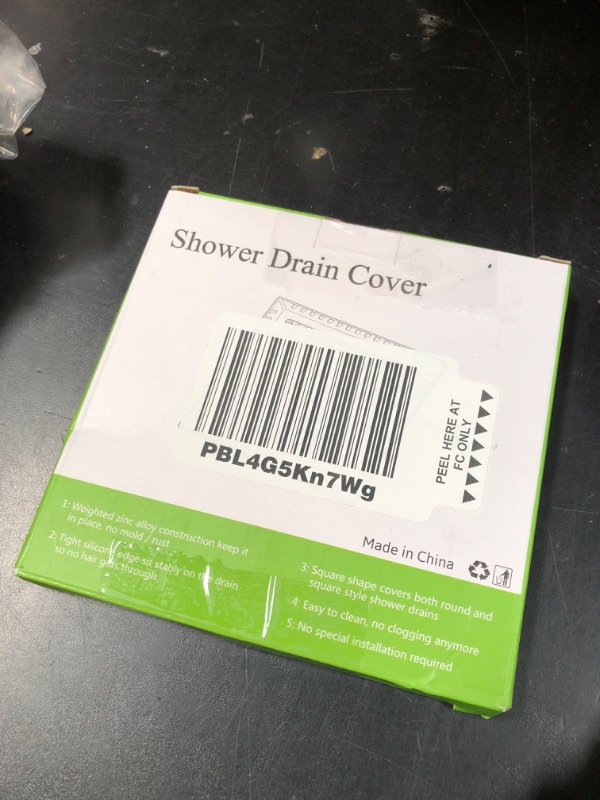 Shower Drain Cover
PBL4G5Kn7Wg
PEEL HERE AT
FC ONLY
Made in China
1: Weighted zinc alloy construction keep it
in place, no mold / rust
2: Tight silicone edge sit stably on the drain
so no hair gets through
3: Square shape covers both round and
square style shower drains
4: Easy to clean, no clogging anymore
5: No special installation required